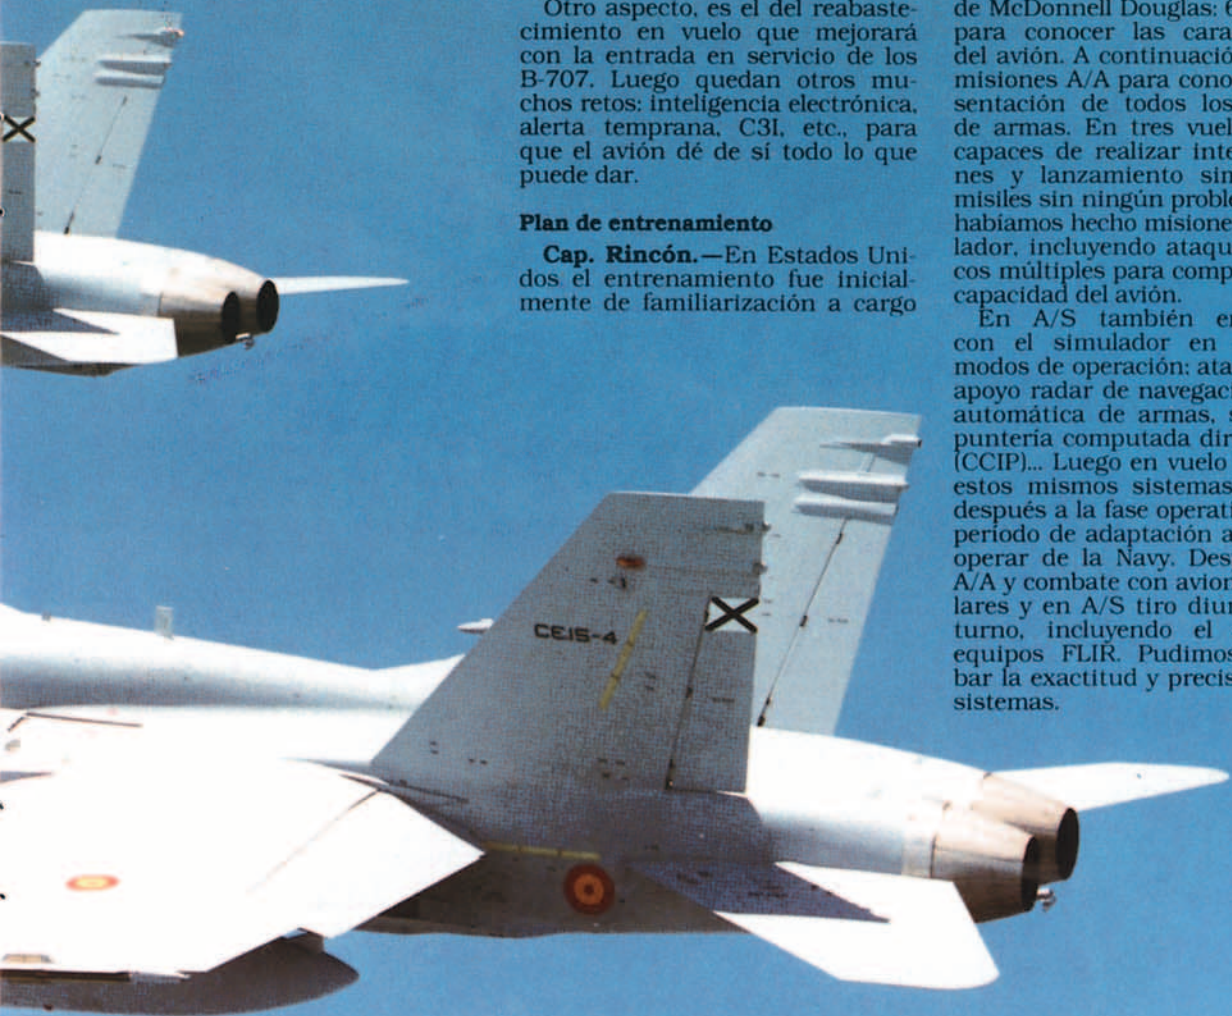 Otro aspecto, es el del reabaste-
cimiento en vuelo que mejorará
con la entrada en servicio de los
B-707. Luego quedan otros mu-
chos retos: inteligencia electrónica,
alerta temprana, C3I, etc., para
que el avión dé de sí todo lo que
puede dar.
Plan de entrenamiento
Cap. Rincón.—En Estados Uni-
dos el entrenamiento fue inicial-
mente de familiarización a cargo
de McDonnell Douglas: 6
para conocer las cara
del avión. A continuació
misiones A/A para cono
sentación de todos los
de armas. En tres vuel
capaces de realizar inte
nes y lanzamiento sin
misiles sin ningún proble
habíamos hecho misione
lador, incluyendo ataqu
cos múltiples para comp
capacidad del avión.
En A/S también en
con el simulador en
modos de operación: ata
apoyo radar de navegaci
automática de armas,
puntería computada dir
(CCIP)... Luego en vuelo
estos mismos sistemas
después a la fase operati
periodo de adaptación a
operar de la Navy. Des
A/A y combate con avion
lares y en A/S tiro diu
turno, incluyendo el
equipos FLIR. Pudimos
bar la exactitud y precis
sistemas.
CE15-4